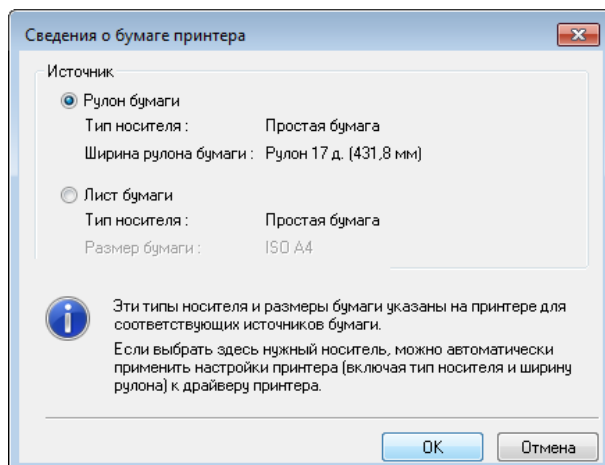 Сведения о бумаге принтера
Источник
Рулон бумаги
Тип носителя : Простая бумага
Ширина рулона бумаги : Рулон 17 д. (431,8 мм)
Лист бумаги
Тип носителя : Простая бумага
Размер бумаги : ISO A4
Эти типы носителя и размеры бумаги указаны на принтере для
соответствующих источников бумаги.
Если выбрать здесь нужный носитель, можно автоматически
применить настройки принтера (включая тип носителя и ширину
рулона) к драйверу принтера.
OK Отмена